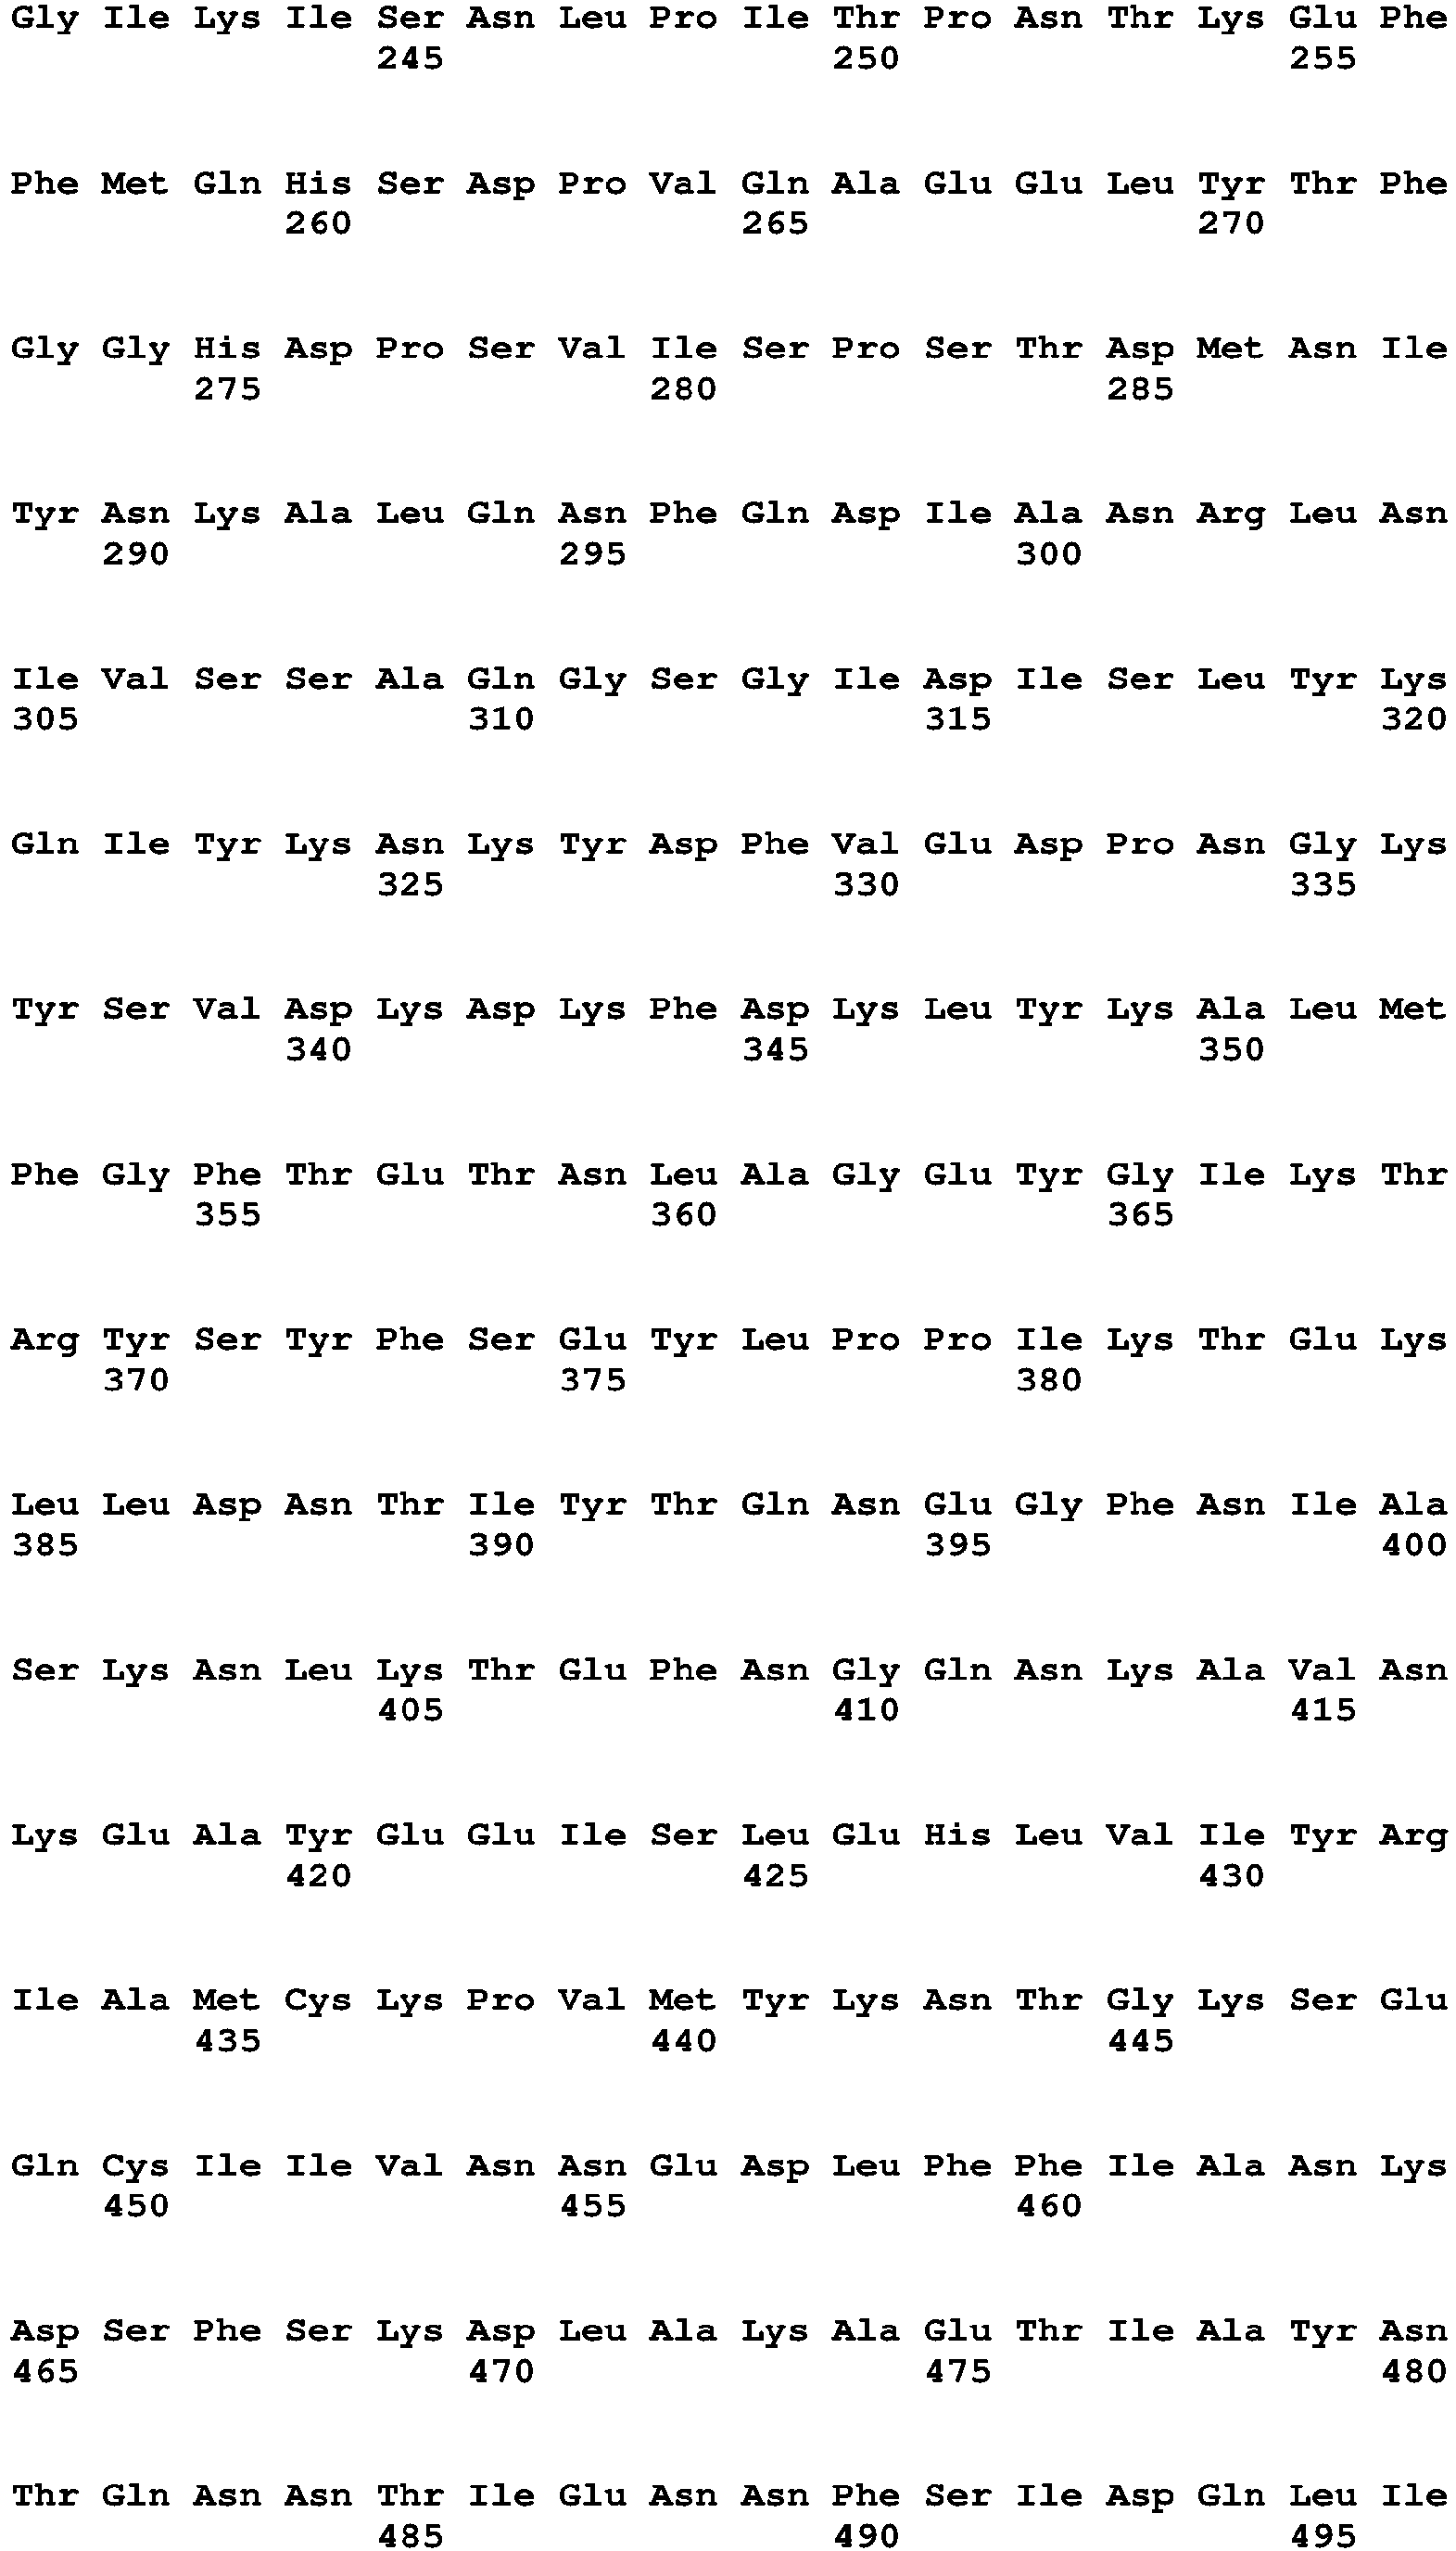 Gly Ile Lys Ile Ser Asn Leu Pro Ile Thr Pro Asn Thr Lys Glu Phe
245 250 255
Phe Met Gln His Ser Asp Pro Val Gln Ala Glu Glu Leu Tyr Thr Phe
260 265 270
Gly Gly His Asp Pro Ser Val Ile Ser Pro Ser Thr Asp Met Asn Ile
275 280 285
Tyr Asn Lys Ala Leu Gln Asn Phe Gln Asp Ile Ala Asn Arg Leu Asn
290 295 300
Ile Val Ser Ser Ala Gln Gly Ser Gly Ile Asp Ile Ser Leu Tyr Lys
305 310 315 320
Gln Ile Tyr Lys Asn Lys Tyr Asp Phe Val Glu Asp Pro Asn Gly Lys
325 330 335
Tyr Ser Val Asp Lys Asp Lys Phe Asp Lys Leu Tyr Lys Ala Leu Met
340 345 350
Phe Gly Phe Thr Glu Thr Asn Leu Ala Gly Glu Tyr Gly Ile Lys Thr
355 360 365
Arg Tyr Ser Tyr Phe Ser Glu Tyr Leu Pro Pro Ile Lys Thr Glu Lys
370 375 380
Leu Leu Asp Asn Thr Ile Tyr Thr Gln Asn Glu Gly Phe Asn Ile Ala
385 390 395 400
Ser Lys Asn Leu Lys Thr Glu Phe Asn Gly Gln Asn Lys Ala Val Asn
405 410 415
Lys Glu Ala Tyr Glu Glu Ile Ser Leu Glu His Leu Val Ile Tyr Arg
420 425 430
Ile Ala Met Cys Lys Pro Val Met Tyr Lys Asn Thr Gly Lys Ser Glu
435 440 445
Gln Cys Ile Ile Val Asn Asn Glu Asp Leu Phe Phe Ile Ala Asn Lys
450 455 460
Asp Ser Phe Ser Lys Asp Leu Ala Lys Ala Glu Thr Ile Ala Tyr Asn
465 470 475 480
Thr Gln Asn Asn Thr Ile Glu Asn Asn Phe Ser Ile Asp Gln Leu Ile
485 490 495